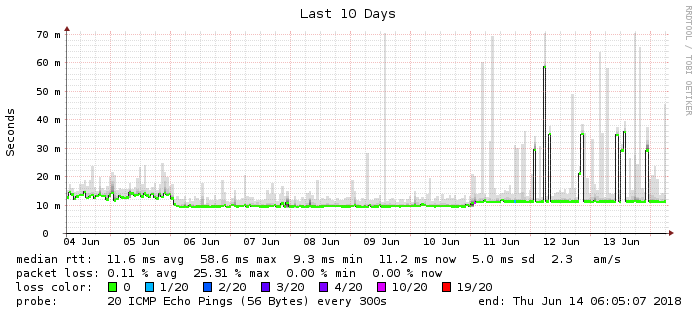 Last 10 Days
RRDTOOL / TOBI OETIKER
Seconds
70 m
60 m
50 m
40 m
30 m
20 m
10 m
0
04 Jun 05 Jun 06 Jun 07 Jun 08 Jun 09 Jun 10 Jun 11 Jun 12 Jun 13 Jun
median rtt: 11.6 ms avg 58.6 ms max 9.3 ms min 11.2 ms now 5.0 ms sd 2.3 am/s
packet loss: 0.11 % avg 25.31 % max 0.00 % min 0.00 % now
loss color: 0 1/20 2/20 3/20 4/20 10/20 19/20
probe: 20 ICMP Echo Pings (56 Bytes) every 300s end: Thu Jun 14 06:05:07 2018